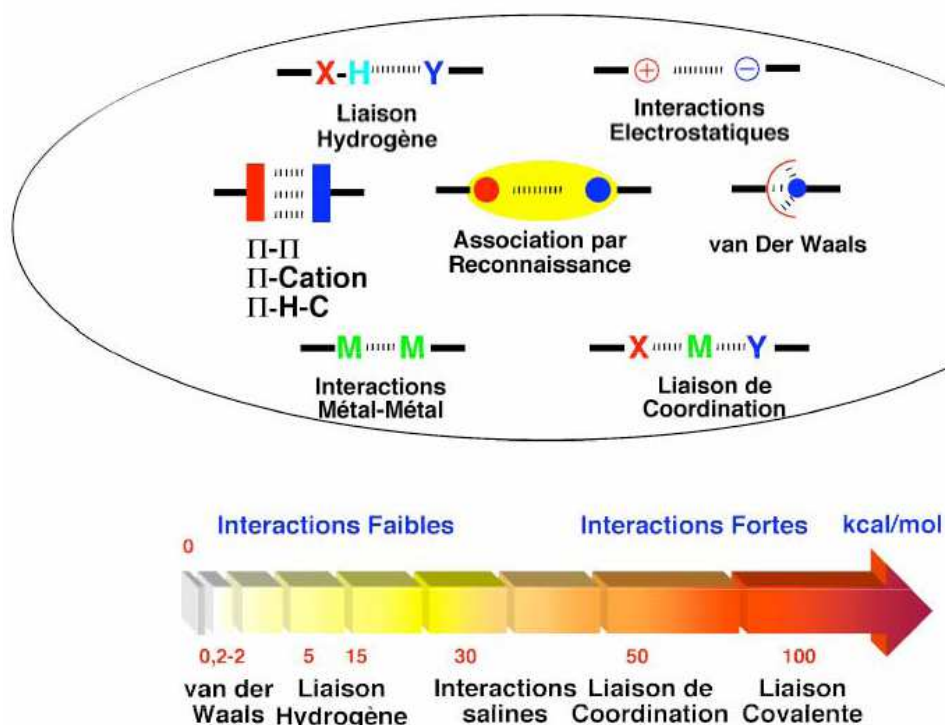 X-H Y
Liaison
Hydrogène
+ −
Interactions
Electrostatiques
Π-Π
Π-Cation
Π-H-C
Association par
Reconnaissance
van Der Waals
M M
Interactions
Métal-Métal
X M Y
Liaison de
Coordination
Interactions Faibles
Interactions Fortes
kcal/mol
0
0,2-2
5
15
30
50
100
van der
Waals
Liaison
Hydrogène
Interactions
salines
Liaison de
Coordination
Liaison
Covalente